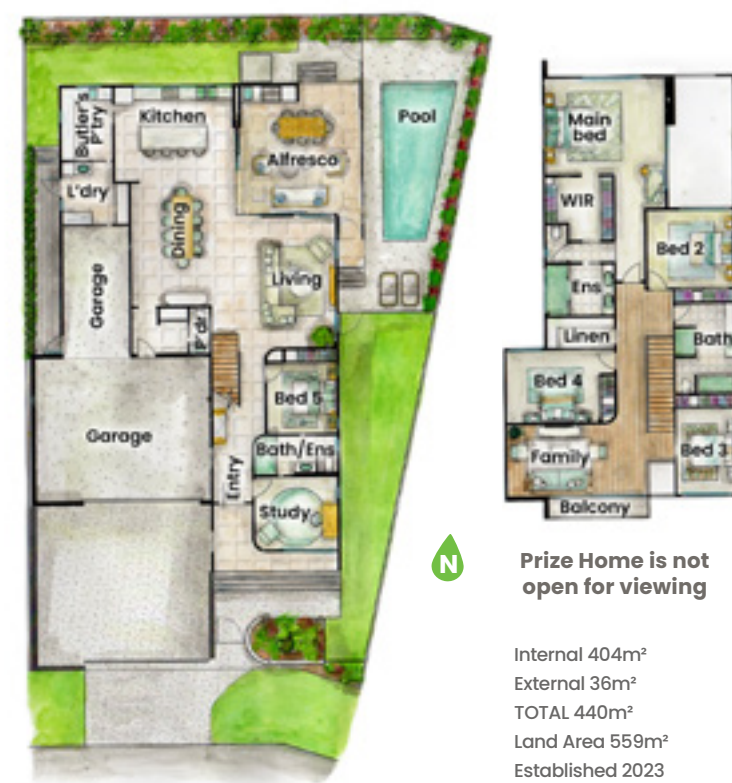 Butler's
P'try
Kitchen
Alfresco
Pool
L'dry
Dining
Living
Garage
P'dr
Bed 5
Garage
Bath/Ens
Entry
Study
Main
bed
WIR
Bed 2
Ens
Linen
Bath
Bed 4
Family
Bed 3
Balcony
N
Prize Home is not
open for viewing
Internal 404m²
External 36m²
TOTAL 440m²
Land Area 559m²
Established 2023